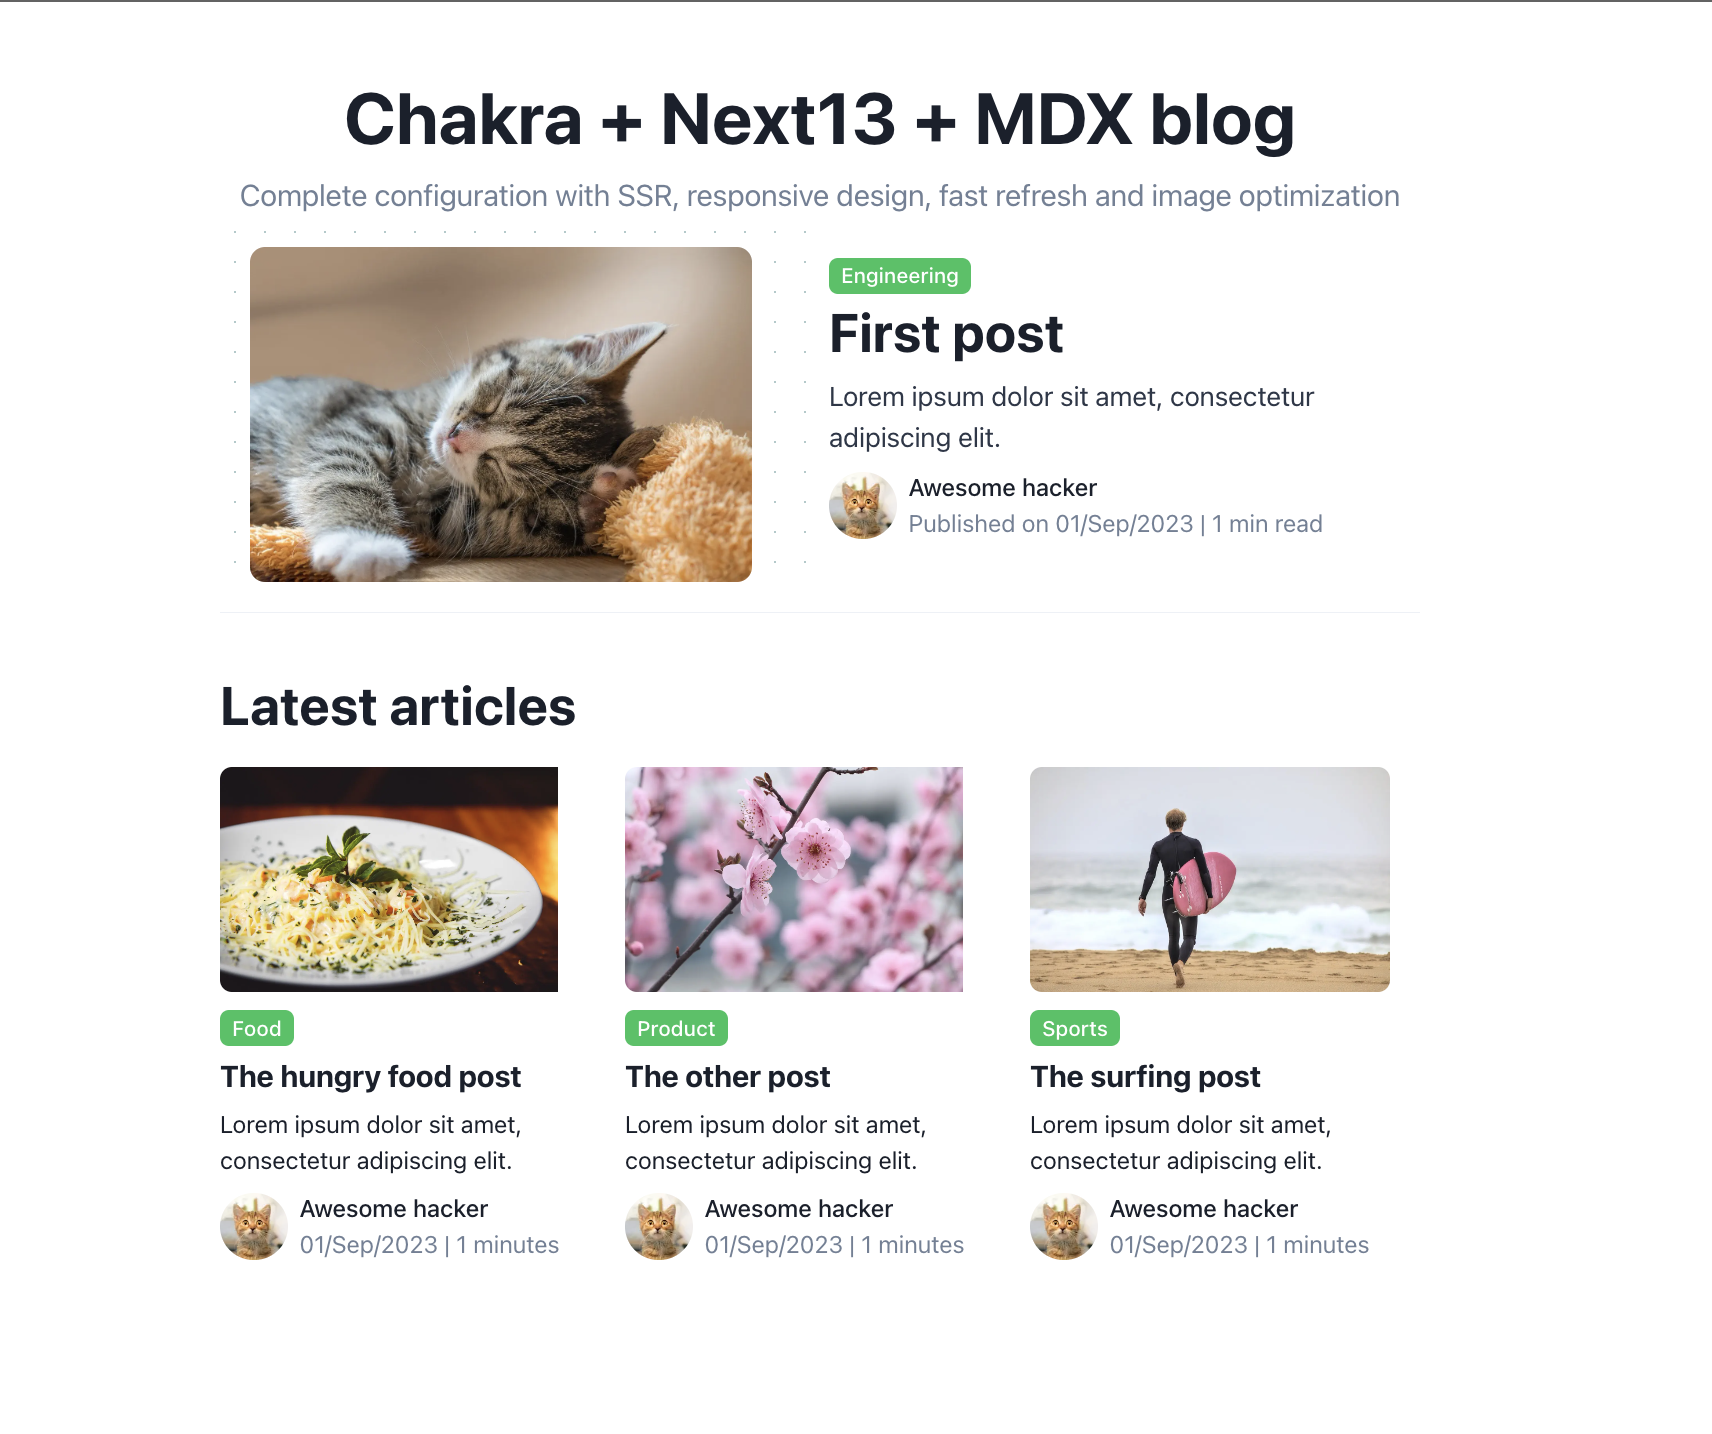 Chakra + Next13 + MDX blog
Complete configuration with SSR, responsive design, fast refresh and image optimization
Engineering
First post
Lorem ipsum dolor sit amet, consectetur
adipiscing elit.
Awesome hacker
Published on 01/Sep/2023 | 1 min read
Latest articles
Food
The hungry food post
Lorem ipsum dolor sit amet,
consectetur adipiscing elit.
Awesome hacker
01/Sep/2023 | 1 minutes
Product
The other post
Lorem ipsum dolor sit amet,
consectetur adipiscing elit.
Awesome hacker
01/Sep/2023 | 1 minutes
Sports
The surfing post
Lorem ipsum dolor sit amet,
consectetur adipiscing elit.
Awesome hacker
01/Sep/2023 | 1 minutes